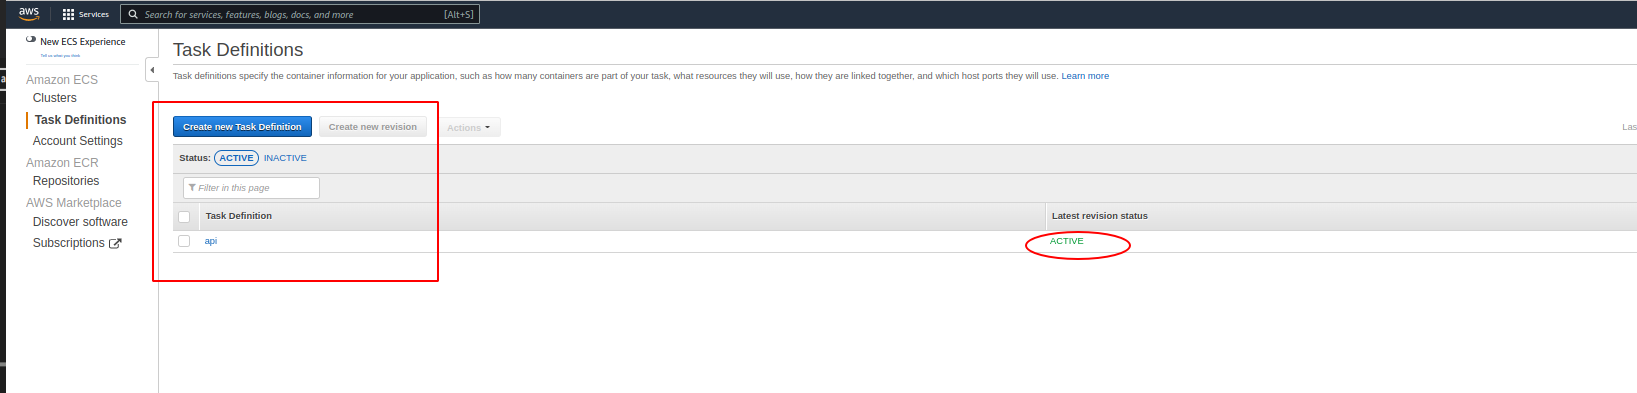 aws Services Search for services, features, blogs, docs, and more [Alt+S]
New ECS Experience
Tell us what you think
Amazon ECS
Clusters
Task Definitions
Account Settings
Amazon ECR
Repositories
AWS Marketplace
Discover software
Subscriptions
Task Definitions
Task definitions specify the container information for your application, such as how many containers are part of your task, what resources they will use, how they are linked together, and which host ports they will use. Learn more
Create new Task Definition Create new revision Actions
Las
Status: ACTIVE INACTIVE
Filter in this page
Task Definition Latest revision status
api ACTIVE